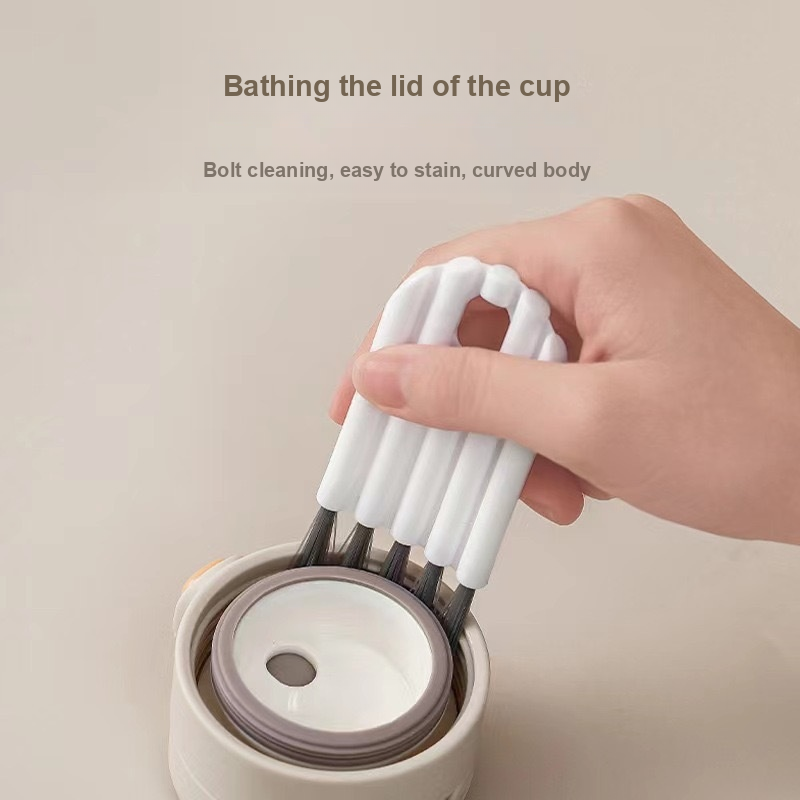 Bathing the lid of the cup
Bolt cleaning, easy to stain, curved body